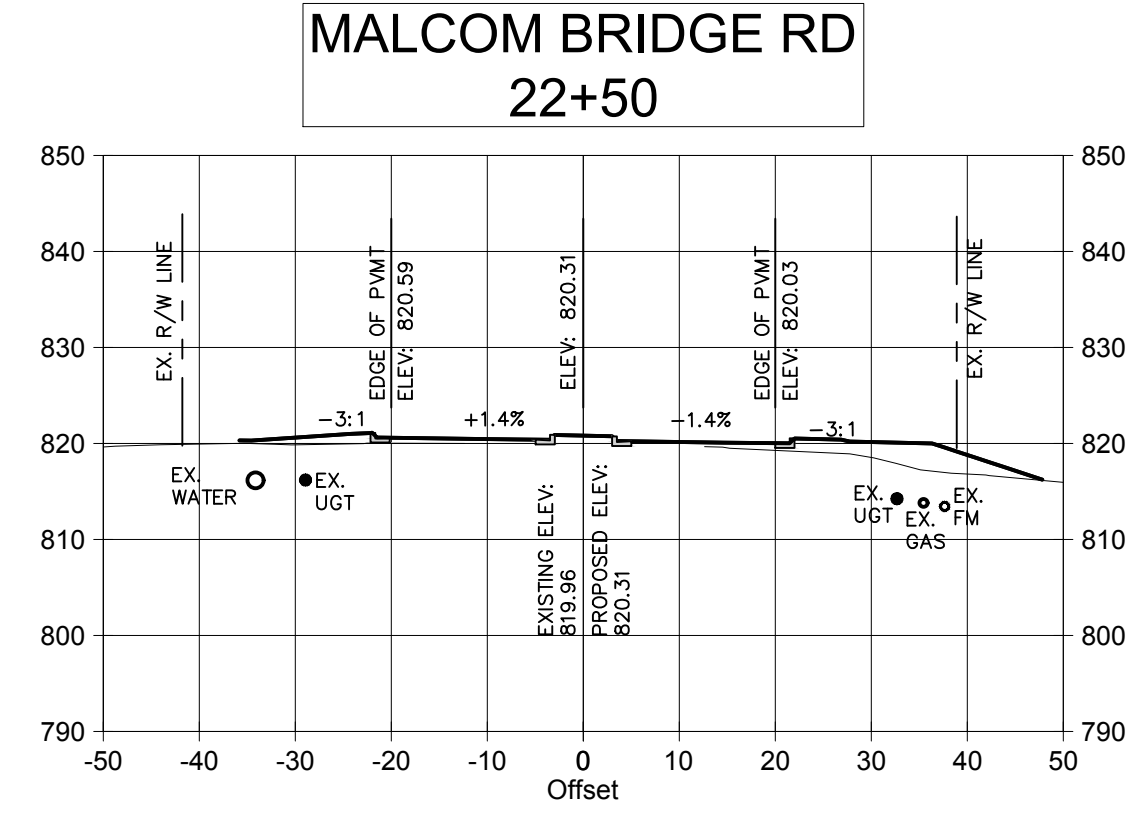 MALCOM BRIDGE RD
22+50
850
850
840
840
830
830
820
820
810
810
800
800
790
790
EX. R/W LINE
EDGE OF PVMT
ELEV: 820.59
ELEV: 820.31
EDGE OF PVMT
ELEV: 820.03
EX. R/W LINE
-3:1
+1.4%
-1.4%
-3:1
EX.
WATER
EX.
UGT
EXISTING ELEV:
819.96
PROPOSED ELEV:
820.31
EX.
UGT
EX.
GAS
EX.
FM
-50
-40
-30
-20
-10
0
10
20
30
40
50
Offset